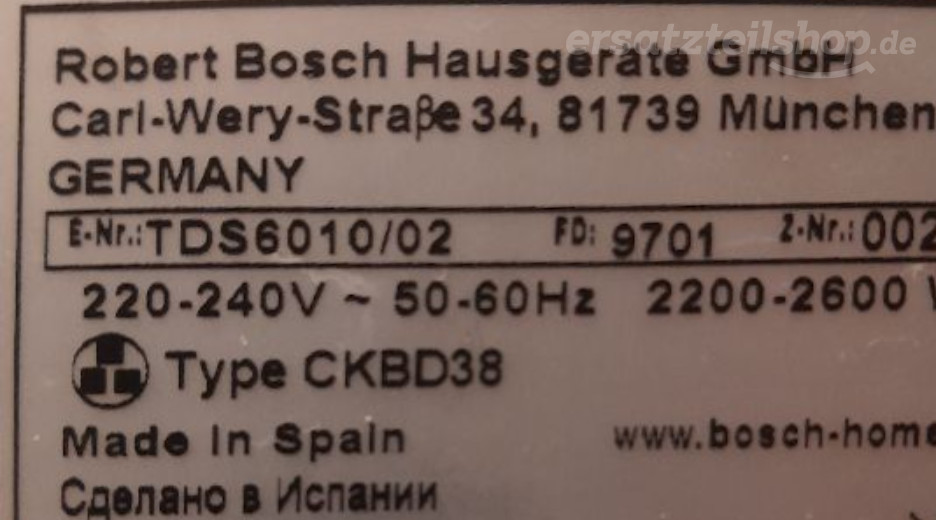 ersatzteilshop.de
Robert Bosch Hausgeräte GmbH
Carl-Wery-Straße 34, 81739 München
GERMANY
E-Nr.: TDS6010/02 FD: 9701 Z-Nr.: 002
220-240V ~ 50-60Hz 2200-2600
Type CKBD38
Made in Spain www.bosch-home
Сделано в Испании